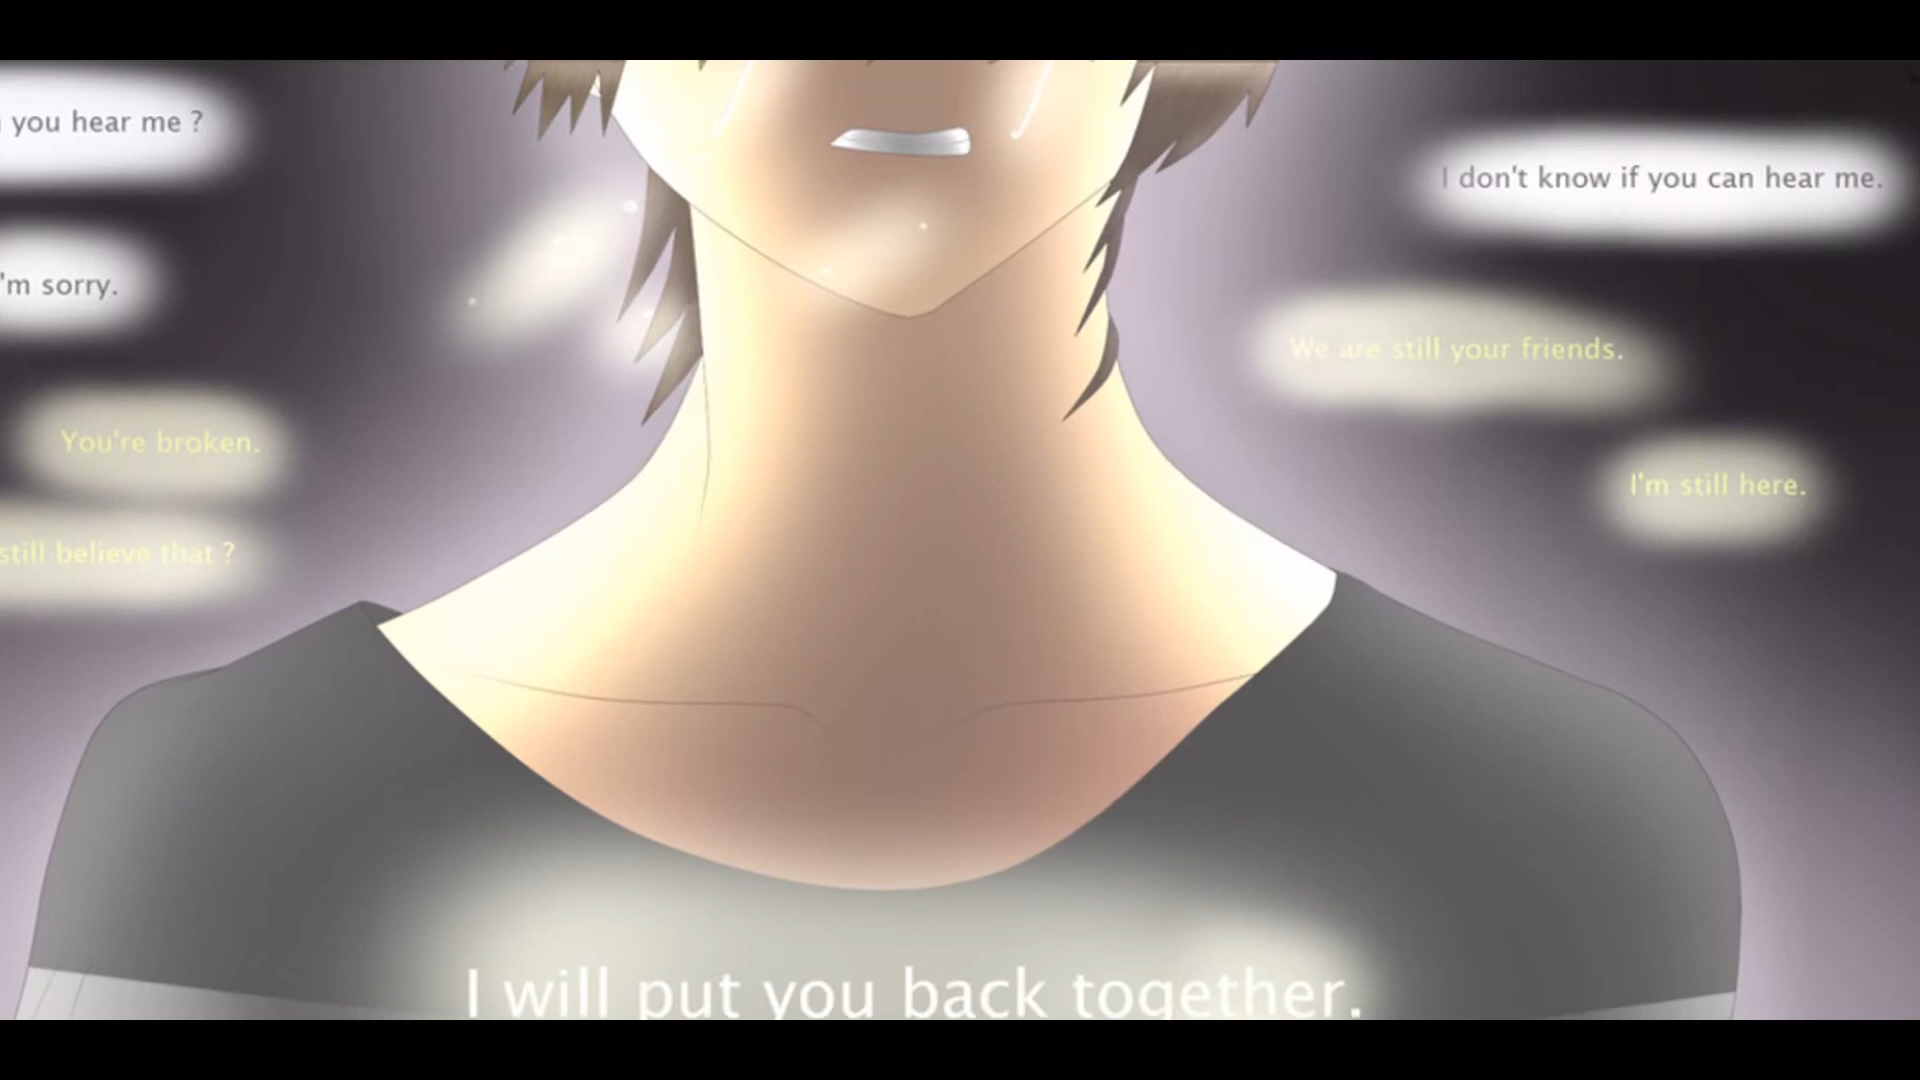 you hear me ?
I don't know if you can hear me.
'm sorry.
We are still your friends.
You're broken.
I'm still here.
still believe that ?
I will put you back together.